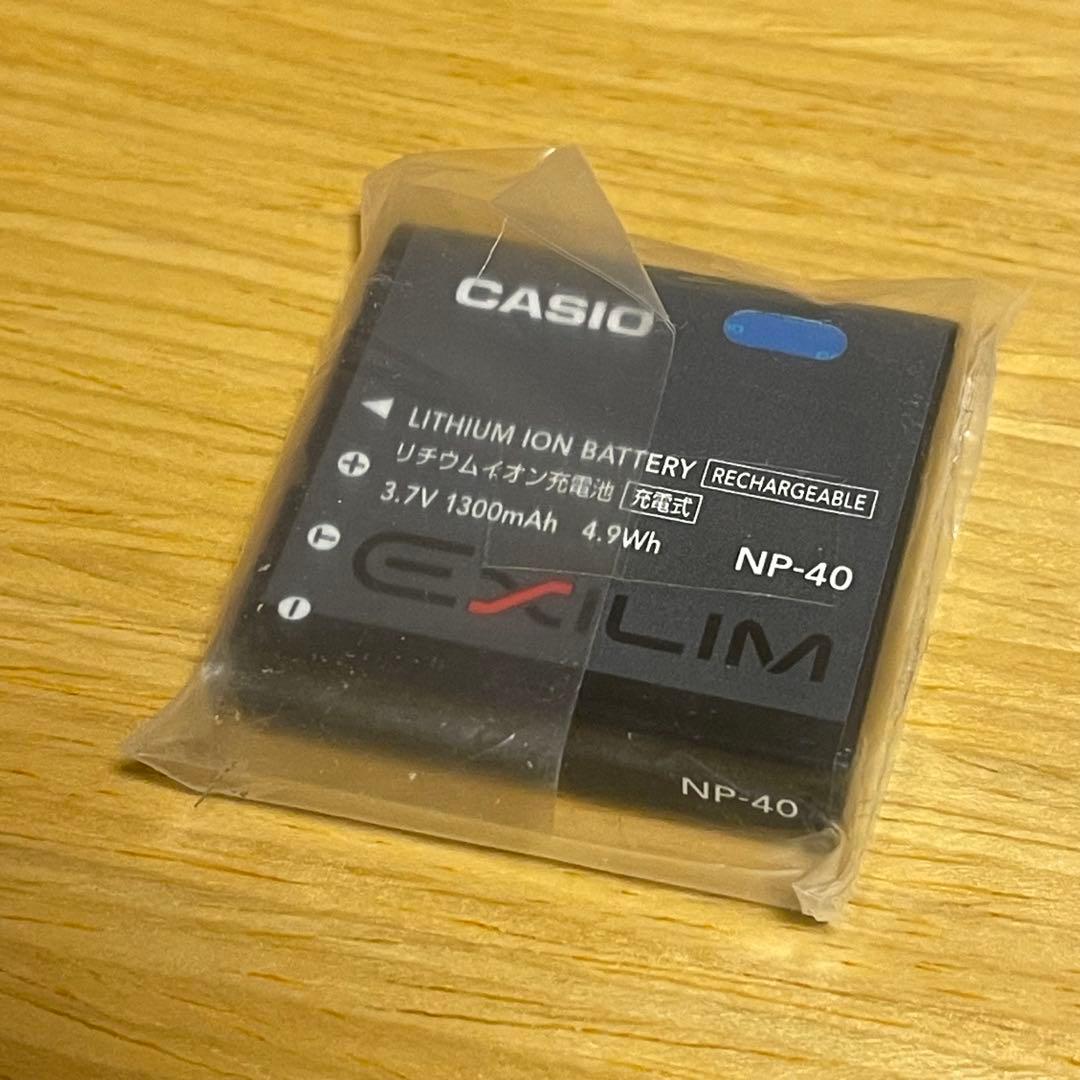 CASIO
LITHIUM ION BATTERY RECHARGEABLE
リチウムイオン充電池 充電式
3.7V 1300mAh 4.9Wh
NP-40
EXILIM
NP-40